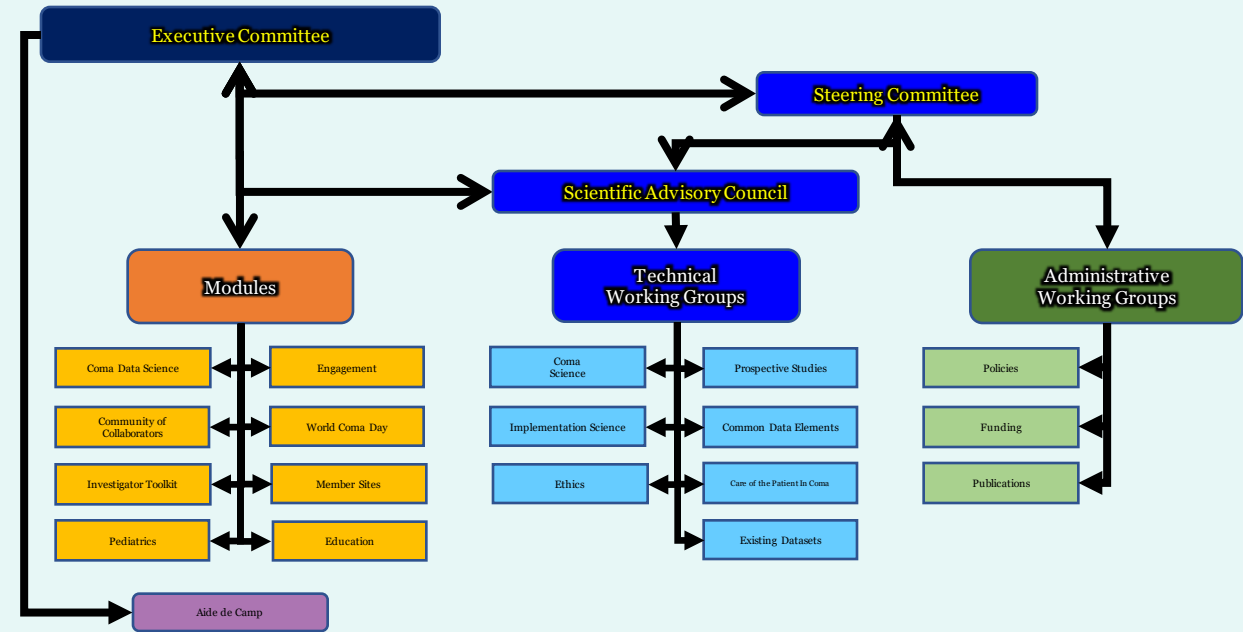 Executive Committee
Steering Committee
Scientific Advisory Council
Modules
Technical
Working Groups
Administrative
Working Groups
Coma Data Science
Engagement
Coma
Science
Prospective Studies
Policies
Community of
Collaborators
World Coma Day
Implementation Science
Common Data Elements
Funding
Investigator Toolkit
Member Sites
Ethics
Care of the Patient In Coma
Publications
Pediatrics
Education
Existing Datasets
Aide de Camp